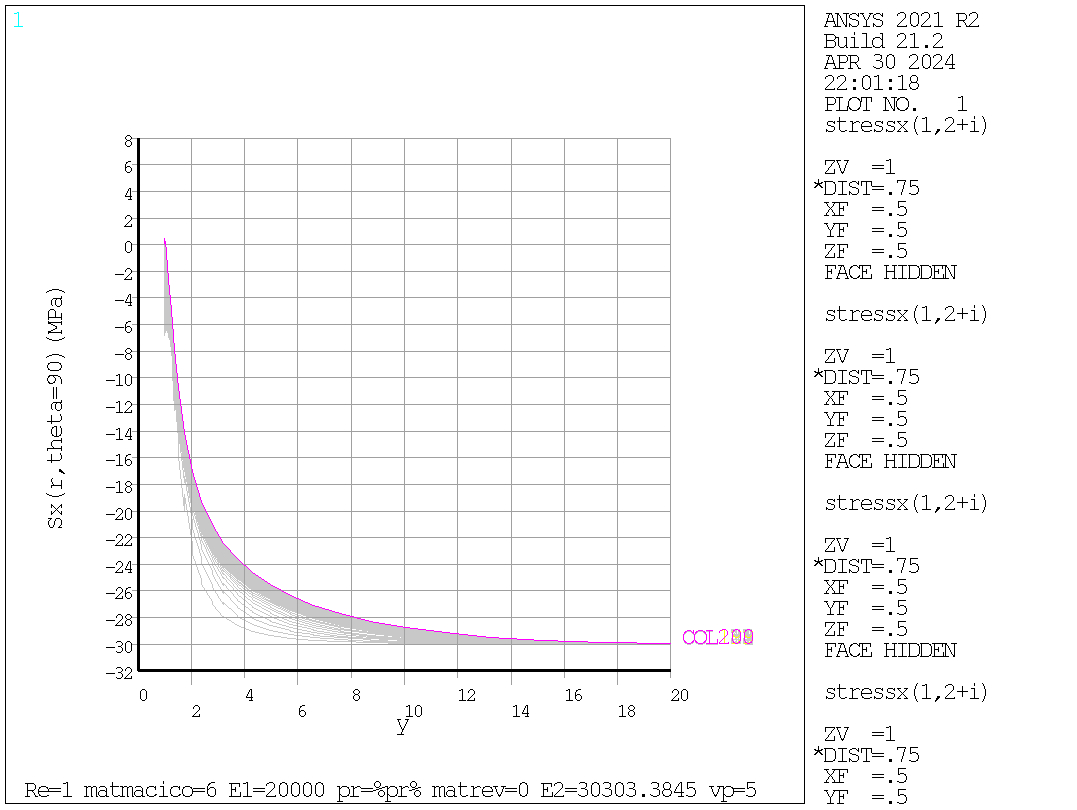 1
ANSYS 2021 R2
Build 21.2
APR 30 2024
22:01:18
PLOT NO. 1
stressx(1,2+i)
ZV =1
*DIST=.75
XF =.5
YF =.5
ZF =.5
FACE HIDDEN
stressx(1,2+i)
ZV =1
*DIST=.75
XF =.5
YF =.5
ZF =.5
FACE HIDDEN
stressx(1,2+i)
ZV =1
*DIST=.75
XF =.5
YF =.5
ZF =.5
FACE HIDDEN
stressx(1,2+i)
ZV =1
*DIST=.75
XF =.5
YF =.5
8
6
4
2
0
-2
-4
-6
-8
-10
-12
-14
-16
-18
-20
-22
-24
-26
-28
-30
-32
Sx(r,theta=90)(MPa)
0
2
4
6
8
10
12
14
16
18
20
y
Re=1 matmacico=6 E1=20000 pr=%pr% matrev=0 E2=30303.3845 vp=5